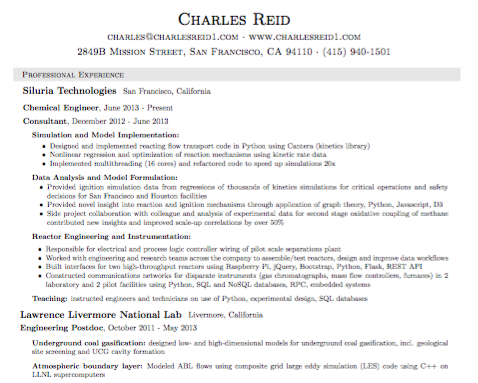 Charles Reid
charles@charlesreid1.com · www.charlesreid1.com
2849B Mission Street, San Francisco, CA 94110 · (415) 940-1501
Professional Experience
Siluria Technologies San Francisco, California
Chemical Engineer, June 2013 - Present
Consultant, December 2012 - June 2013
Simulation and Model Implementation:
• Designed and implemented reacting flow transport code in Python using Cantera (kinetics library)
• Nonlinear regression and optimization of reaction mechanisms using kinetic rate data
• Implemented multithreading (16 cores) and refactored code to speed up simulations 20x
Data Analysis and Model Formulation:
• Provided ignition simulation data from regressions of thousands of kinetics simulations for critical operations and safety
decisions for San Francisco and Houston facilities
• Provided novel insight into reaction and ignition mechanisms through application of graph theory, Python, Javascript, D3
• Side project collaboration with colleague and analysis of experimental data for second stage oxidative coupling of methane
contributed new insights and improved scale-up correlations by over 50%
Reactor Engineering and Instrumentation:
• Responsible for electrical and process logic controller wiring of pilot scale separations plant
• Worked with engineering and research teams across the company to assemble/test reactors, design and improve data workflows
• Built interfaces for two high-throughput reactors using Raspberry Pi, jQuery, Bootstrap, Python, Flask, REST API
• Constructed communications networks for disparate instruments (gas chromatographs, mass flow controllers, furnaces) in 2
laboratory and 2 pilot facilities using Python, SQL and NoSQL databases, RPC, embedded systems
Teaching: instructed engineers and technicians on use of Python, experimental design, SQL databases
Lawrence Livermore National Lab Livermore, California
Engineering Postdoc, October 2011 - May 2013
Underground coal gasification: designed low- and high-dimensional models for underground coal gasification, incl. geological
site screening and UCG cavity formation
Atmospheric boundary layer: Modeled ABL flows using composite grid large eddy simulation (LES) code using C++ on
LLNL supercomputers